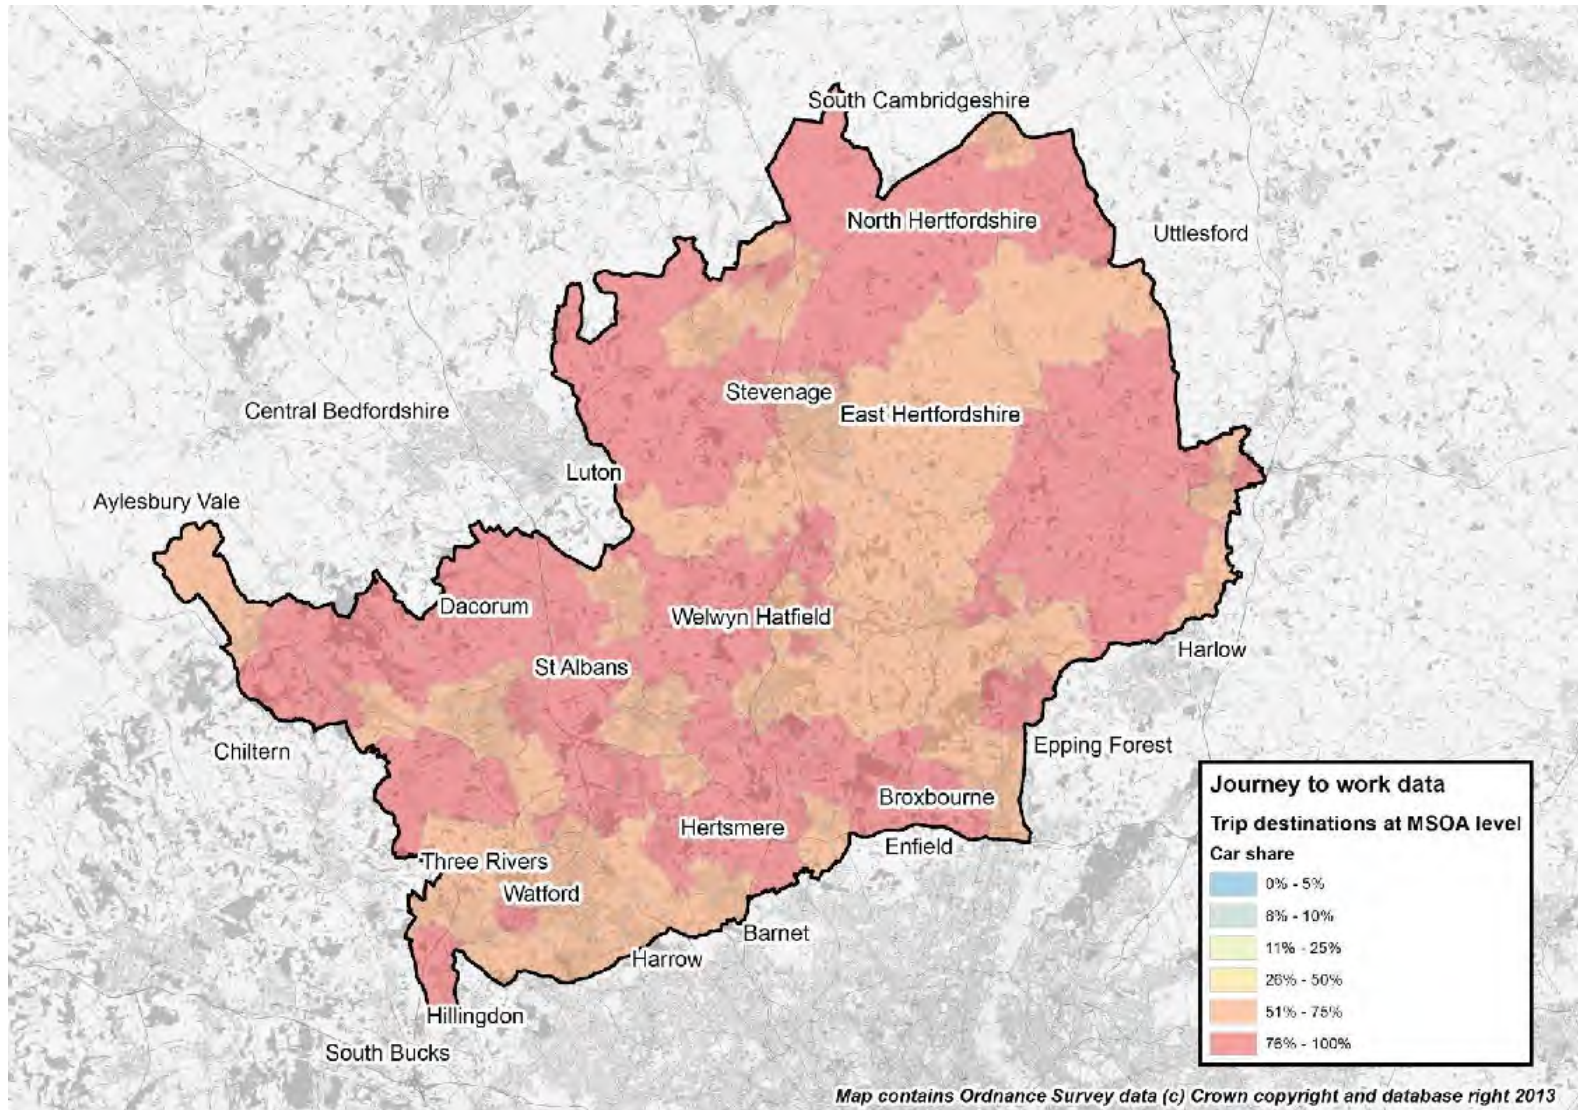 South Cambridgeshire
North Hertfordshire
Uttlesford
Stevenage
Central Bedfordshire
East Hertfordshire
Luton
Aylesbury Vale
Dacorum
Welwyn Hatfield
Harlow
St Albans
Chiltern
Epping Forest
Broxbourne
Hertsmere
Enfield
Three Rivers
Watford
Barnet
Harrow
Hillingdon
South Bucks
Journey to work data
Trip destinations at MSOA level
Car share
0% - 5%
6% - 10%
11% - 25%
26% - 50%
51% - 75%
76% - 100%
Map contains Ordnance Survey data (c) Crown copyright and database right 2013